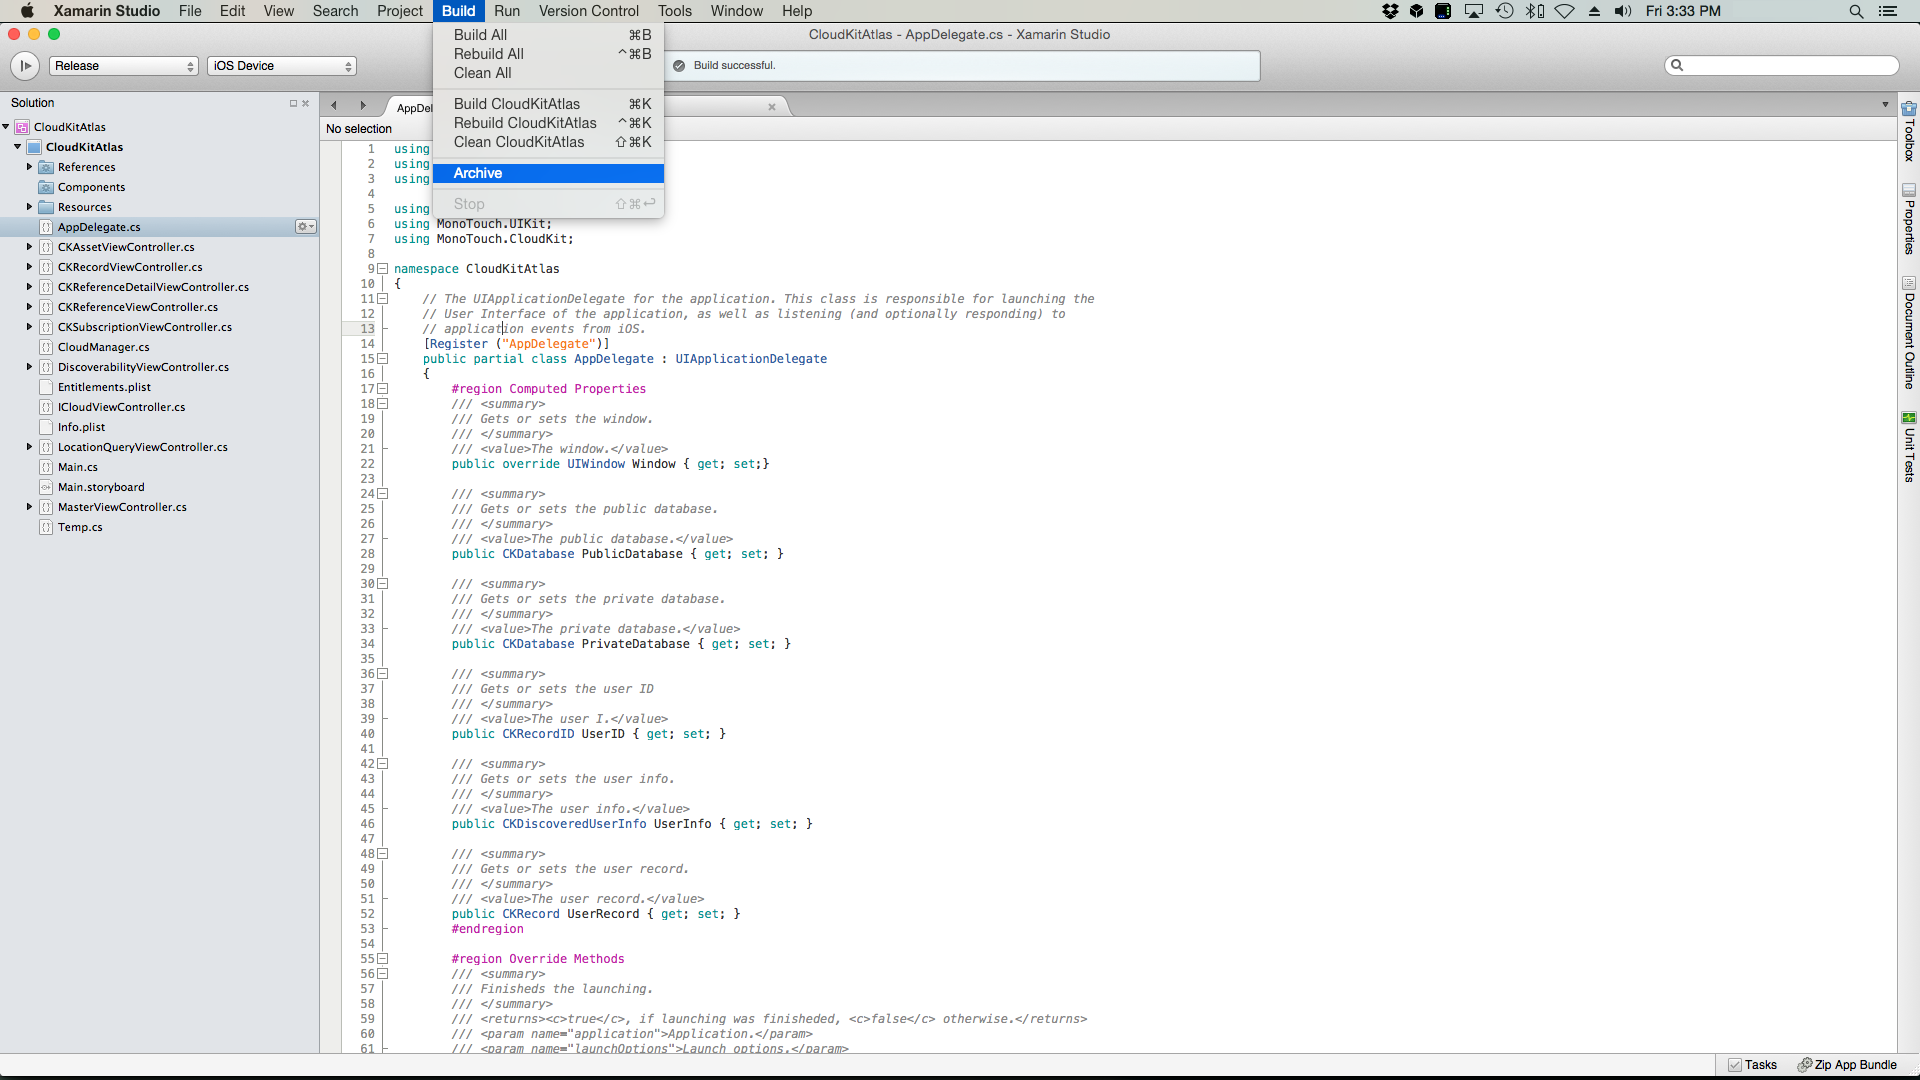 Xamarin Studio File Edit View Search Project Build Run Version Control Tools Window Help Fri 3:33 PM
CloudKitAtlas - AppDelegate.cs - Xamarin Studio
Release iOS Device Build successful.
Build All ⌘B
Rebuild All ^⌘B
Clean All
Build CloudKitAtlas ⌘K
Rebuild CloudKitAtlas ^⌘K
Clean CloudKitAtlas ⇧⌘K
Archive
Stop ⇧⌘↩
Solution
CloudKitAtlas
CloudKitAtlas
References
Components
Resources
AppDelegate.cs
CKAssetViewController.cs
CKRecordViewController.cs
CKReferenceDetailViewController.cs
CKReferenceViewController.cs
CKSubscriptionViewController.cs
CloudManager.cs
DiscoverabilityViewController.cs
Entitlements.plist
ICloudViewController.cs
Info.plist
LocationQueryViewController.cs
Main.cs
Main.storyboard
MasterViewController.cs
Temp.cs
AppDel
No selection
1 using
2 using
3 using
4
5 using
6 using MonoTouch.UIKit;
7 using MonoTouch.CloudKit;
8
9 namespace CloudKitAtlas
10 {
11 // The UIApplicationDelegate for the application. This class is responsible for launching the
12 // User Interface of the application, as well as listening (and optionally responding) to
13 // application events from iOS.
14 [Register ("AppDelegate")]
15 public partial class AppDelegate : UIApplicationDelegate
16 {
17 #region Computed Properties
18 /// <summary>
19 /// Gets or sets the window.
20 /// </summary>
21 /// <value>The window.</value>
22 public override UIWindow Window { get; set;}
23
24 /// <summary>
25 /// Gets or sets the public database.
26 /// </summary>
27 /// <value>The public database.</value>
28 public CKDatabase PublicDatabase { get; set; }
29
30 /// <summary>
31 /// Gets or sets the private database.
32 /// </summary>
33 /// <value>The private database.</value>
34 public CKDatabase PrivateDatabase { get; set; }
35
36 /// <summary>
37 /// Gets or sets the user ID
38 /// </summary>
39 /// <value>The user I.</value>
40 public CKRecordID UserID { get; set; }
41
42 /// <summary>
43 /// Gets or sets the user info.
44 /// </summary>
45 /// <value>The user info.</value>
46 public CKDiscoveredUserInfo UserInfo { get; set; }
47
48 /// <summary>
49 /// Gets or sets the user record.
50 /// </summary>
51 /// <value>The user record.</value>
52 public CKRecord UserRecord { get; set; }
53 #endregion
54
55 #region Override Methods
56 /// <summary>
57 /// Finisheds the launching.
58 /// </summary>
59 /// <returns><c>true</c>, if launching was finisheded, <c>false</c> otherwise.</returns>
60 /// <param name="application">Application.</param>
61 /// <param name="launchOptions">Launch options.</param>
Toolbox
Properties
Document Outline
Unit Tests
Tasks Zip App Bundle